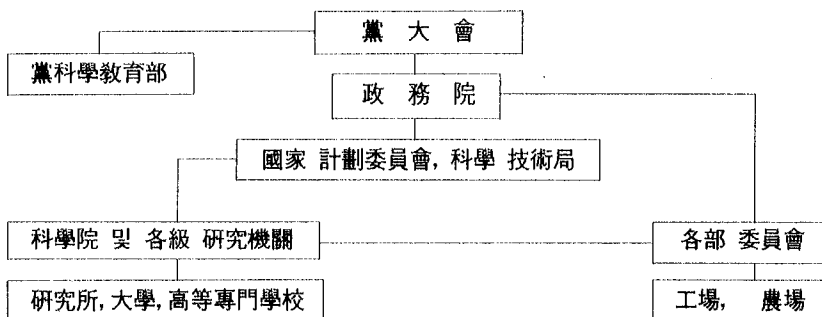 黨 大 會
黨科學敎育部
政 務 院
國家 計劃委員會, 科學 技術局
科學院 및 各級 硏究機關
各部 委員會
硏究所, 大學, 高等專門學校
工場, 農場